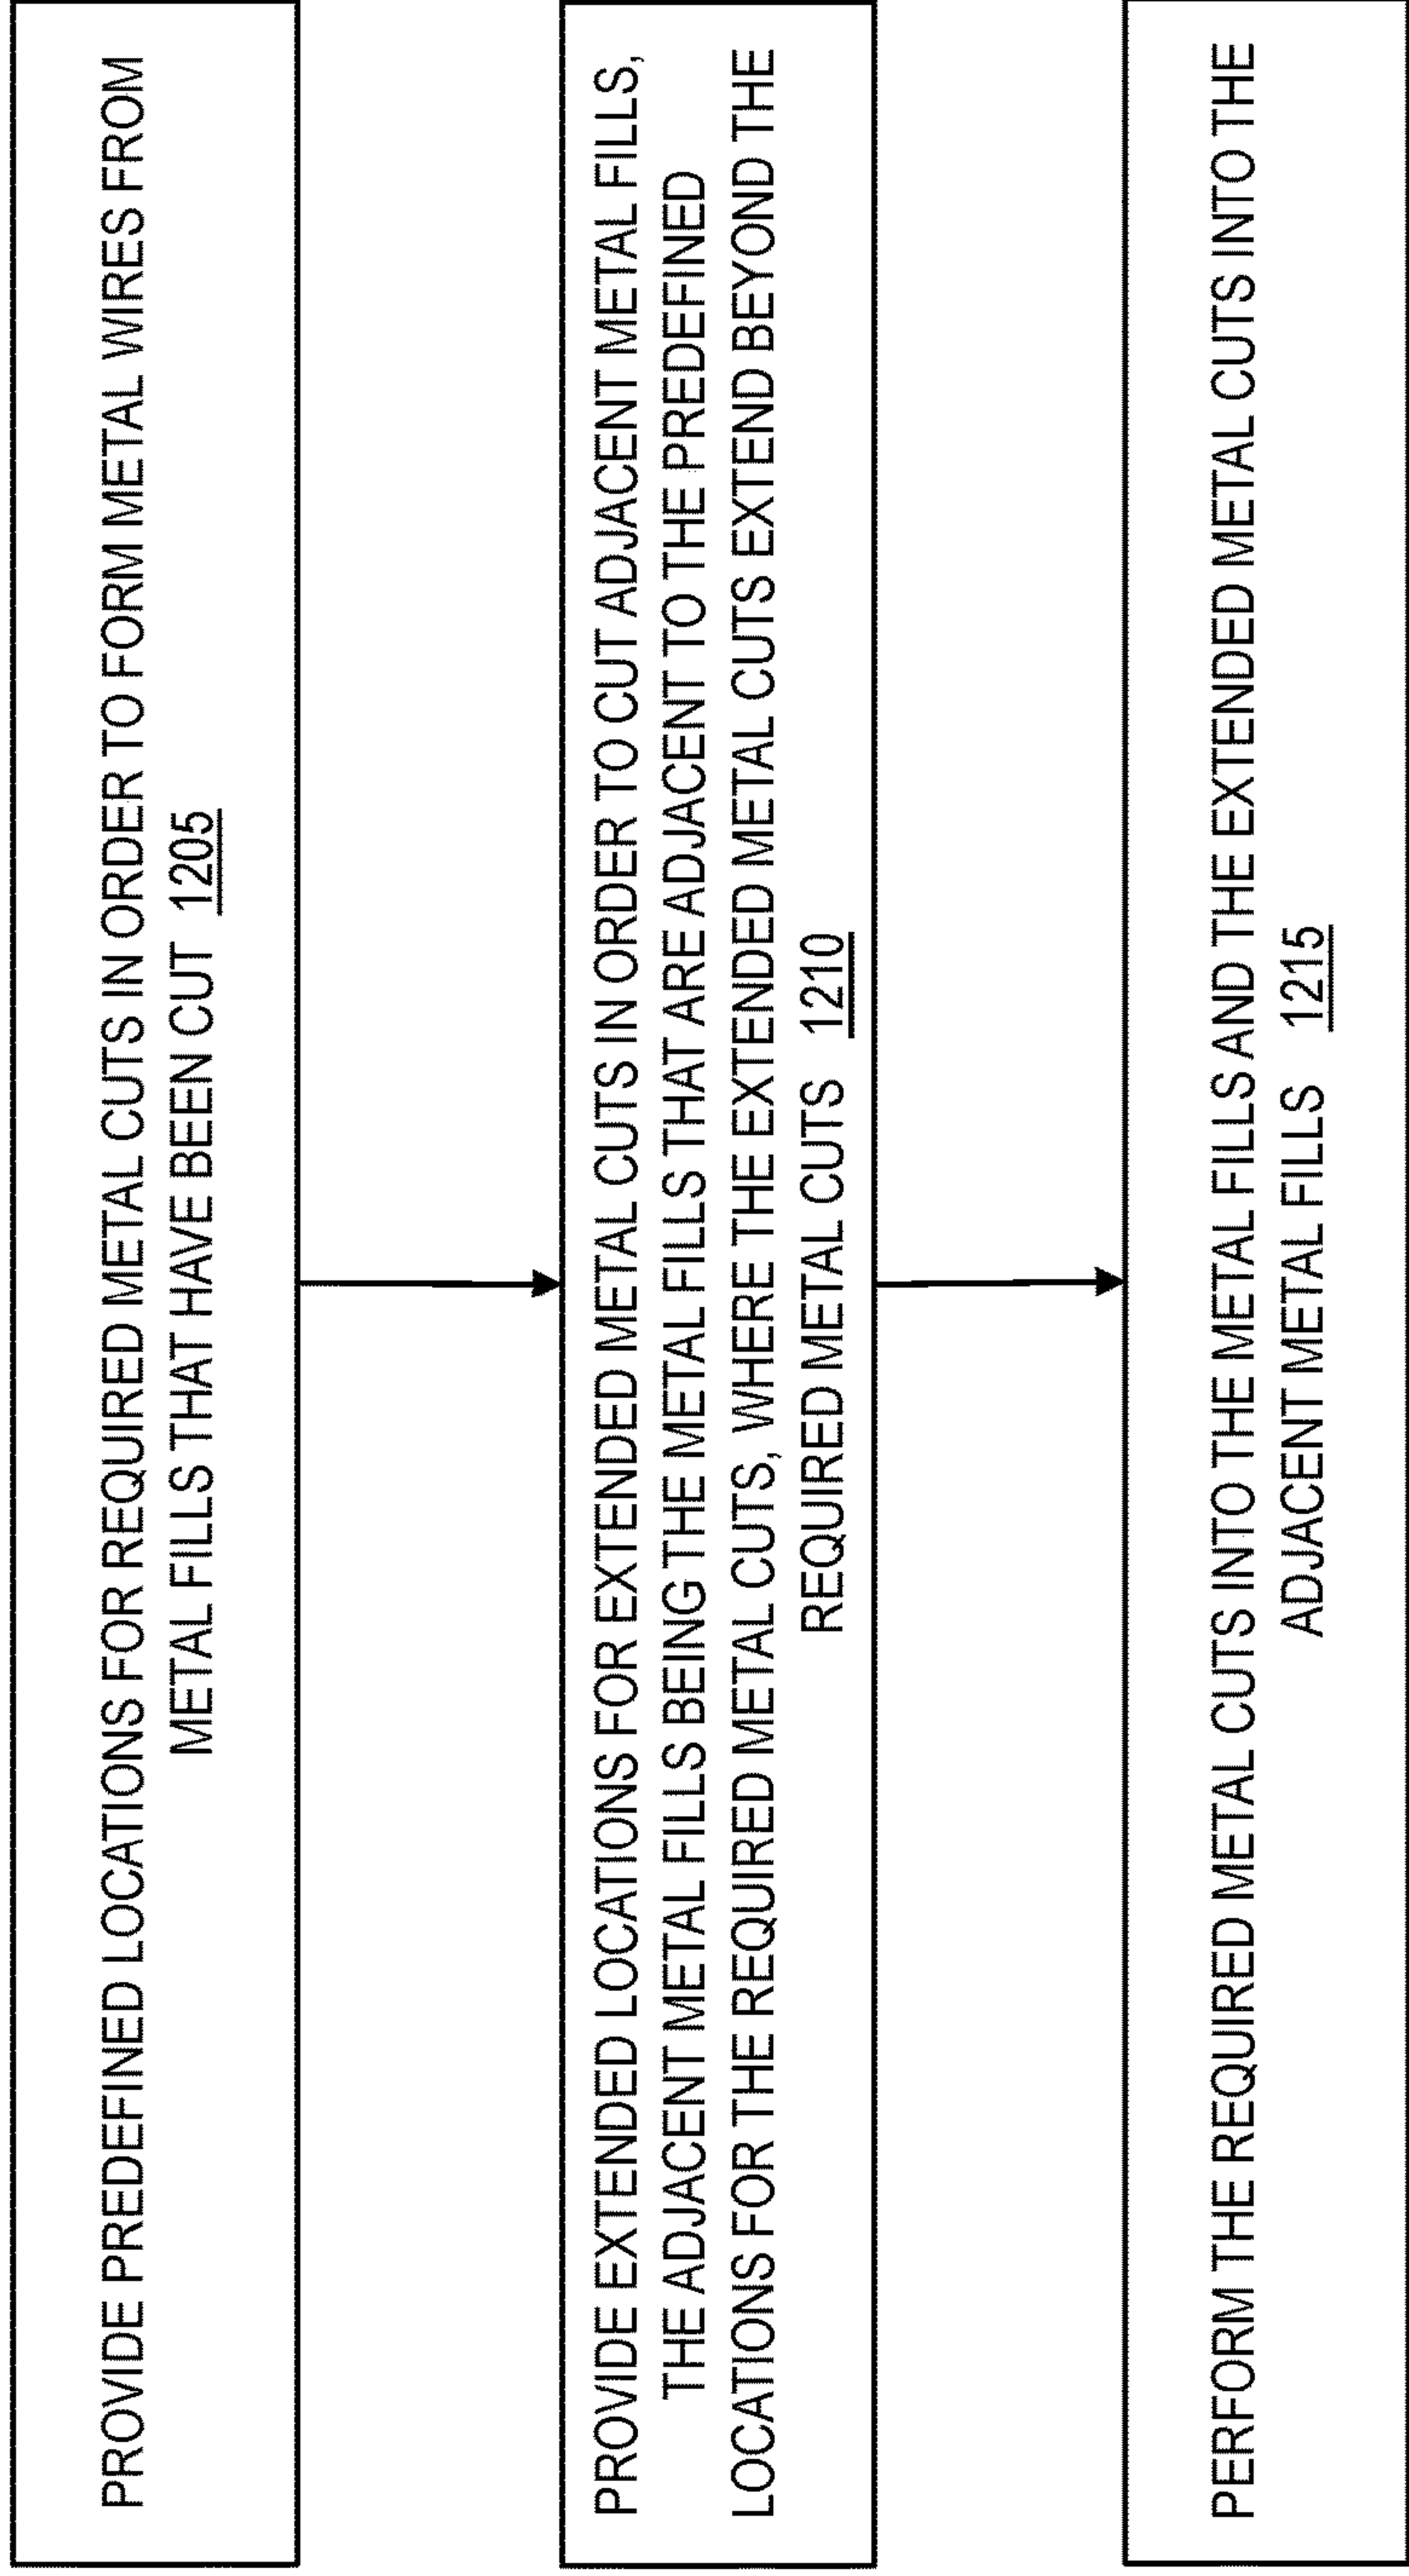 PROVIDE PREDEFINED LOCATIONS FOR REQUIRED METAL CUTS IN ORDER TO FORM METAL WIRES FROM
METAL FILLS THAT HAVE BEEN CUT 1205
PROVIDE EXTENDED LOCATIONS FOR EXTENDED METAL CUTS IN ORDER TO CUT ADJACENT METAL FILLS,
THE ADJACENT METAL FILLS BEING THE METAL FILLS THAT ARE ADJACENT TO THE PREDEFINED
LOCATIONS FOR THE REQUIRED METAL CUTS, WHERE THE EXTENDED METAL CUTS EXTEND BEYOND THE
REQUIRED METAL CUTS 1210
PERFORM THE REQUIRED METAL CUTS INTO THE METAL FILLS AND THE EXTENDED METAL CUTS INTO THE
ADJACENT METAL FILLS 1215